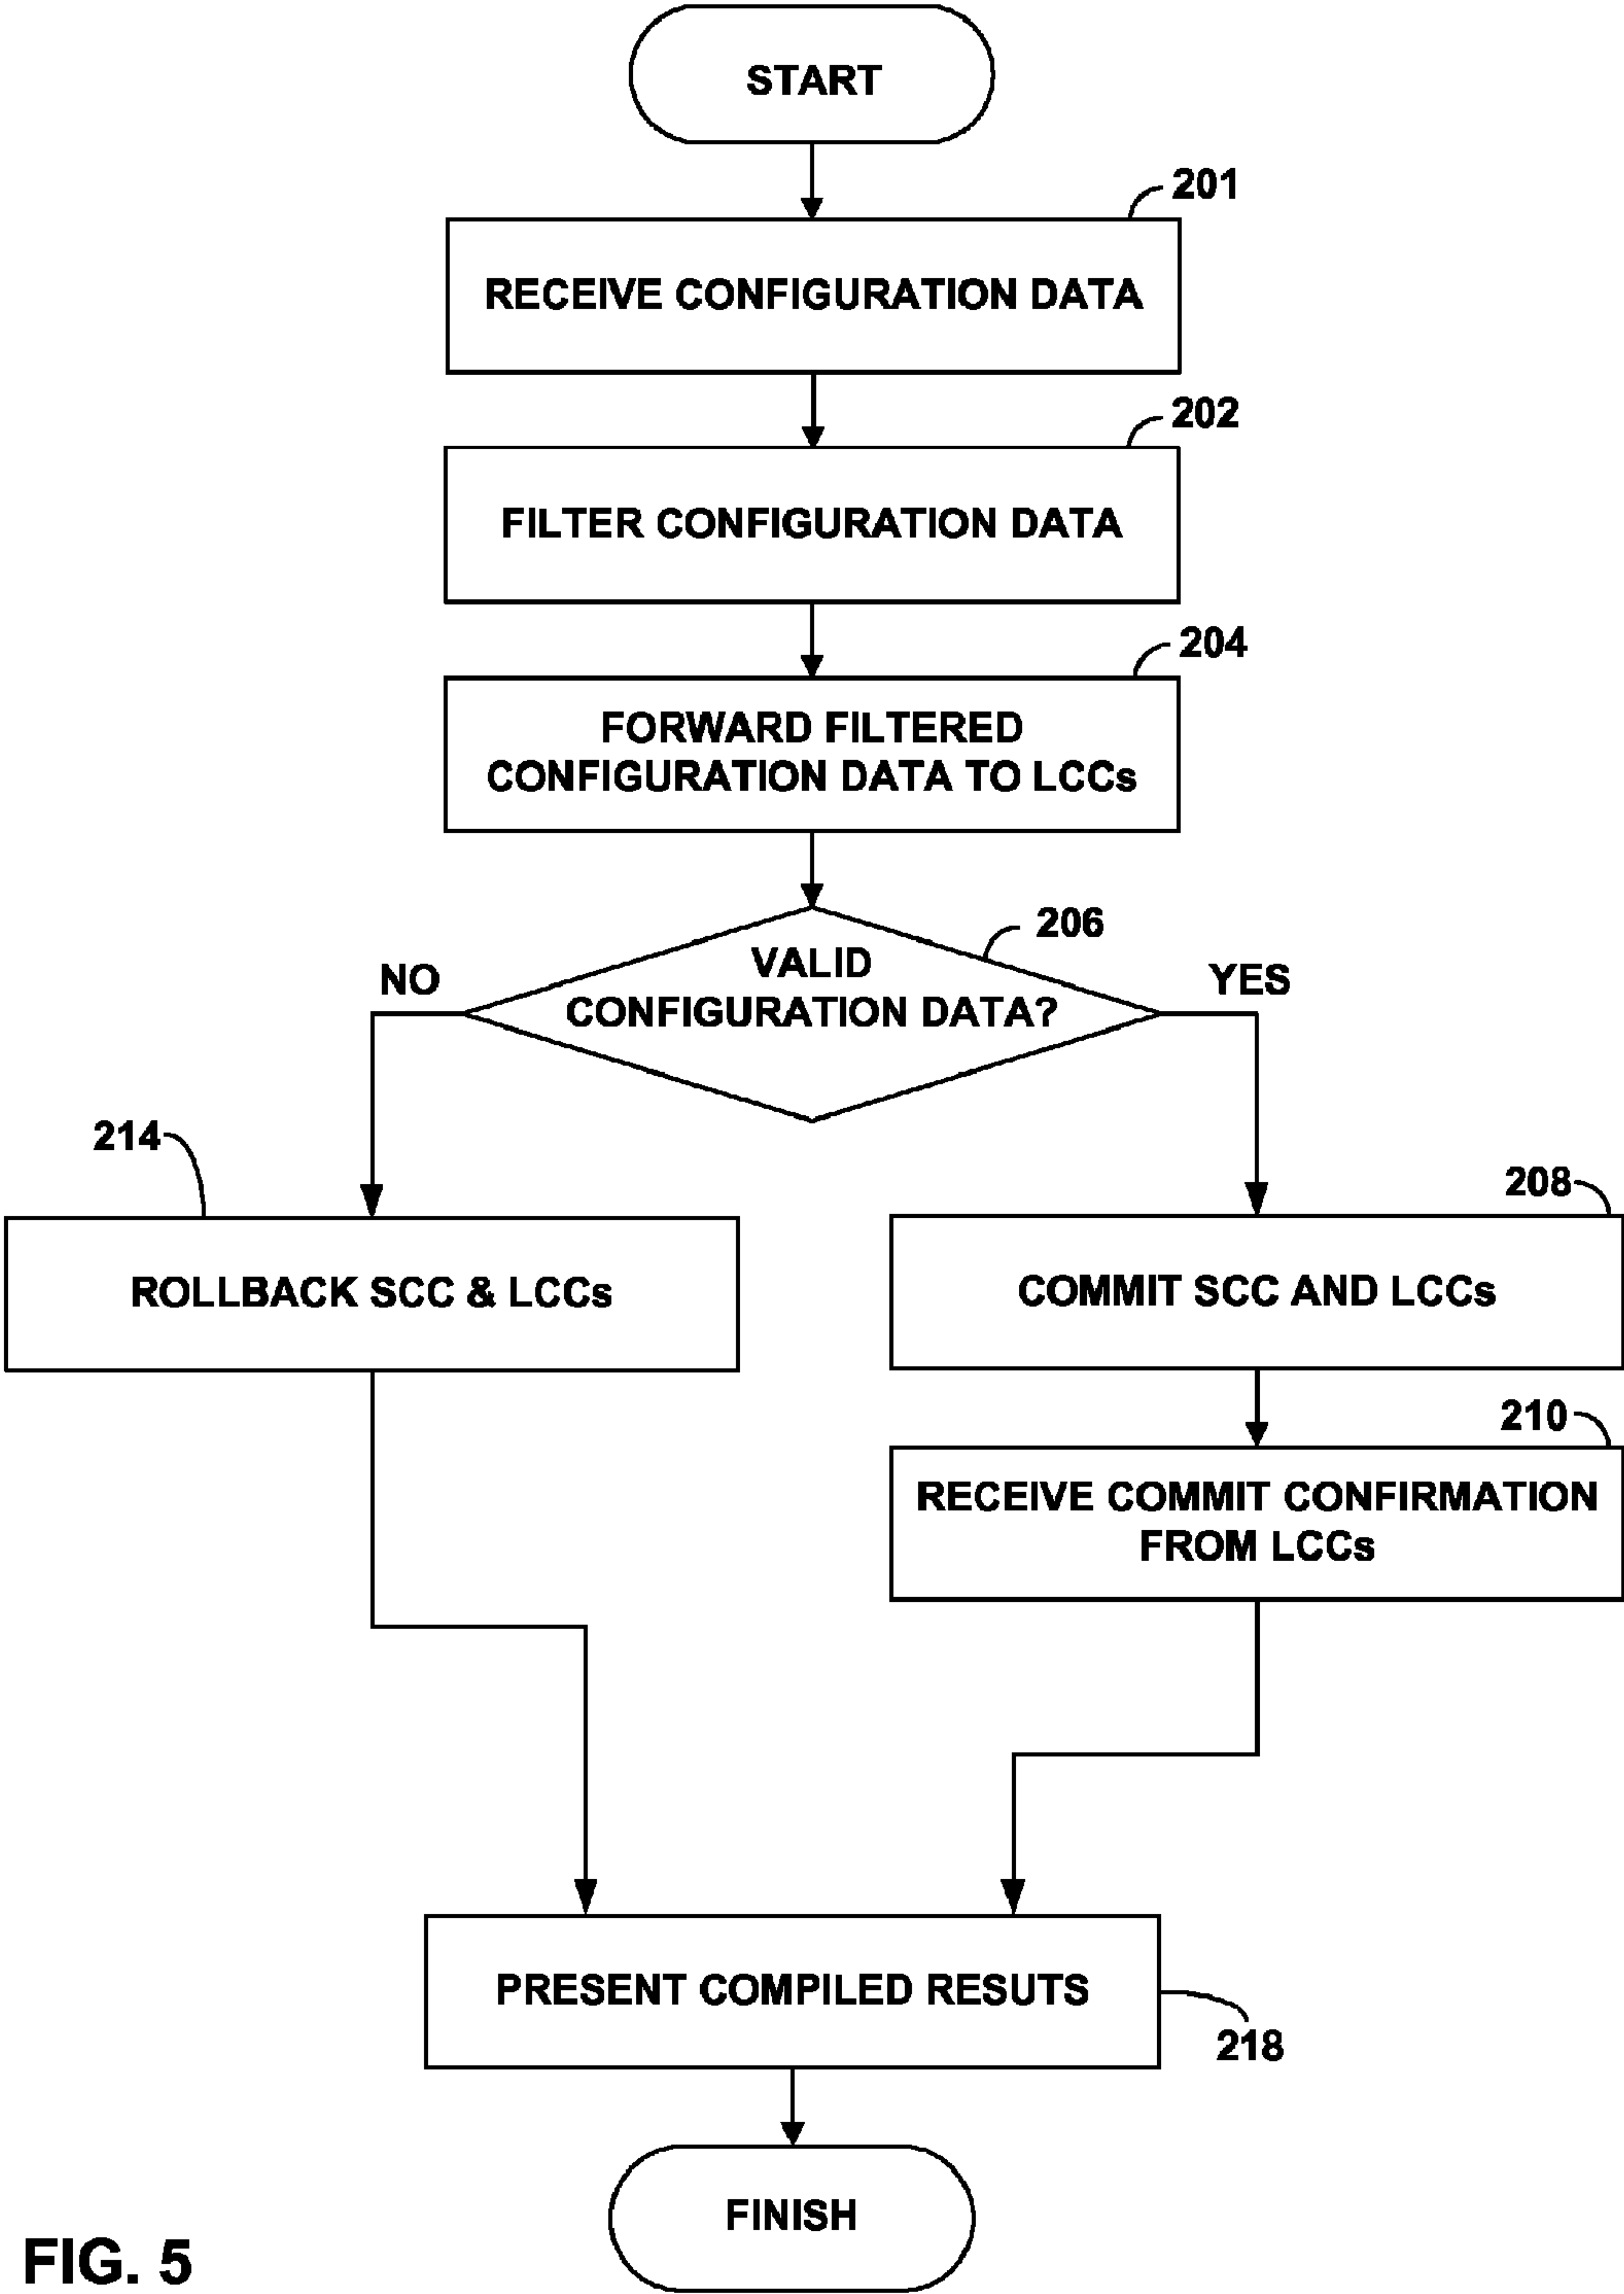 START
201
RECEIVE CONFIGURATION DATA
202
FILTER CONFIGURATION DATA
204
FORWARD FILTERED
CONFIGURATION DATA TO LCCs
206
VALID
CONFIGURATION DATA?
NO
YES
214
ROLLBACK SCC & LCCs
208
COMMIT SCC AND LCCs
210
RECEIVE COMMIT CONFIRMATION
FROM LCCs
PRESENT COMPILED RESUTS
218
FINISH
FIG. 5